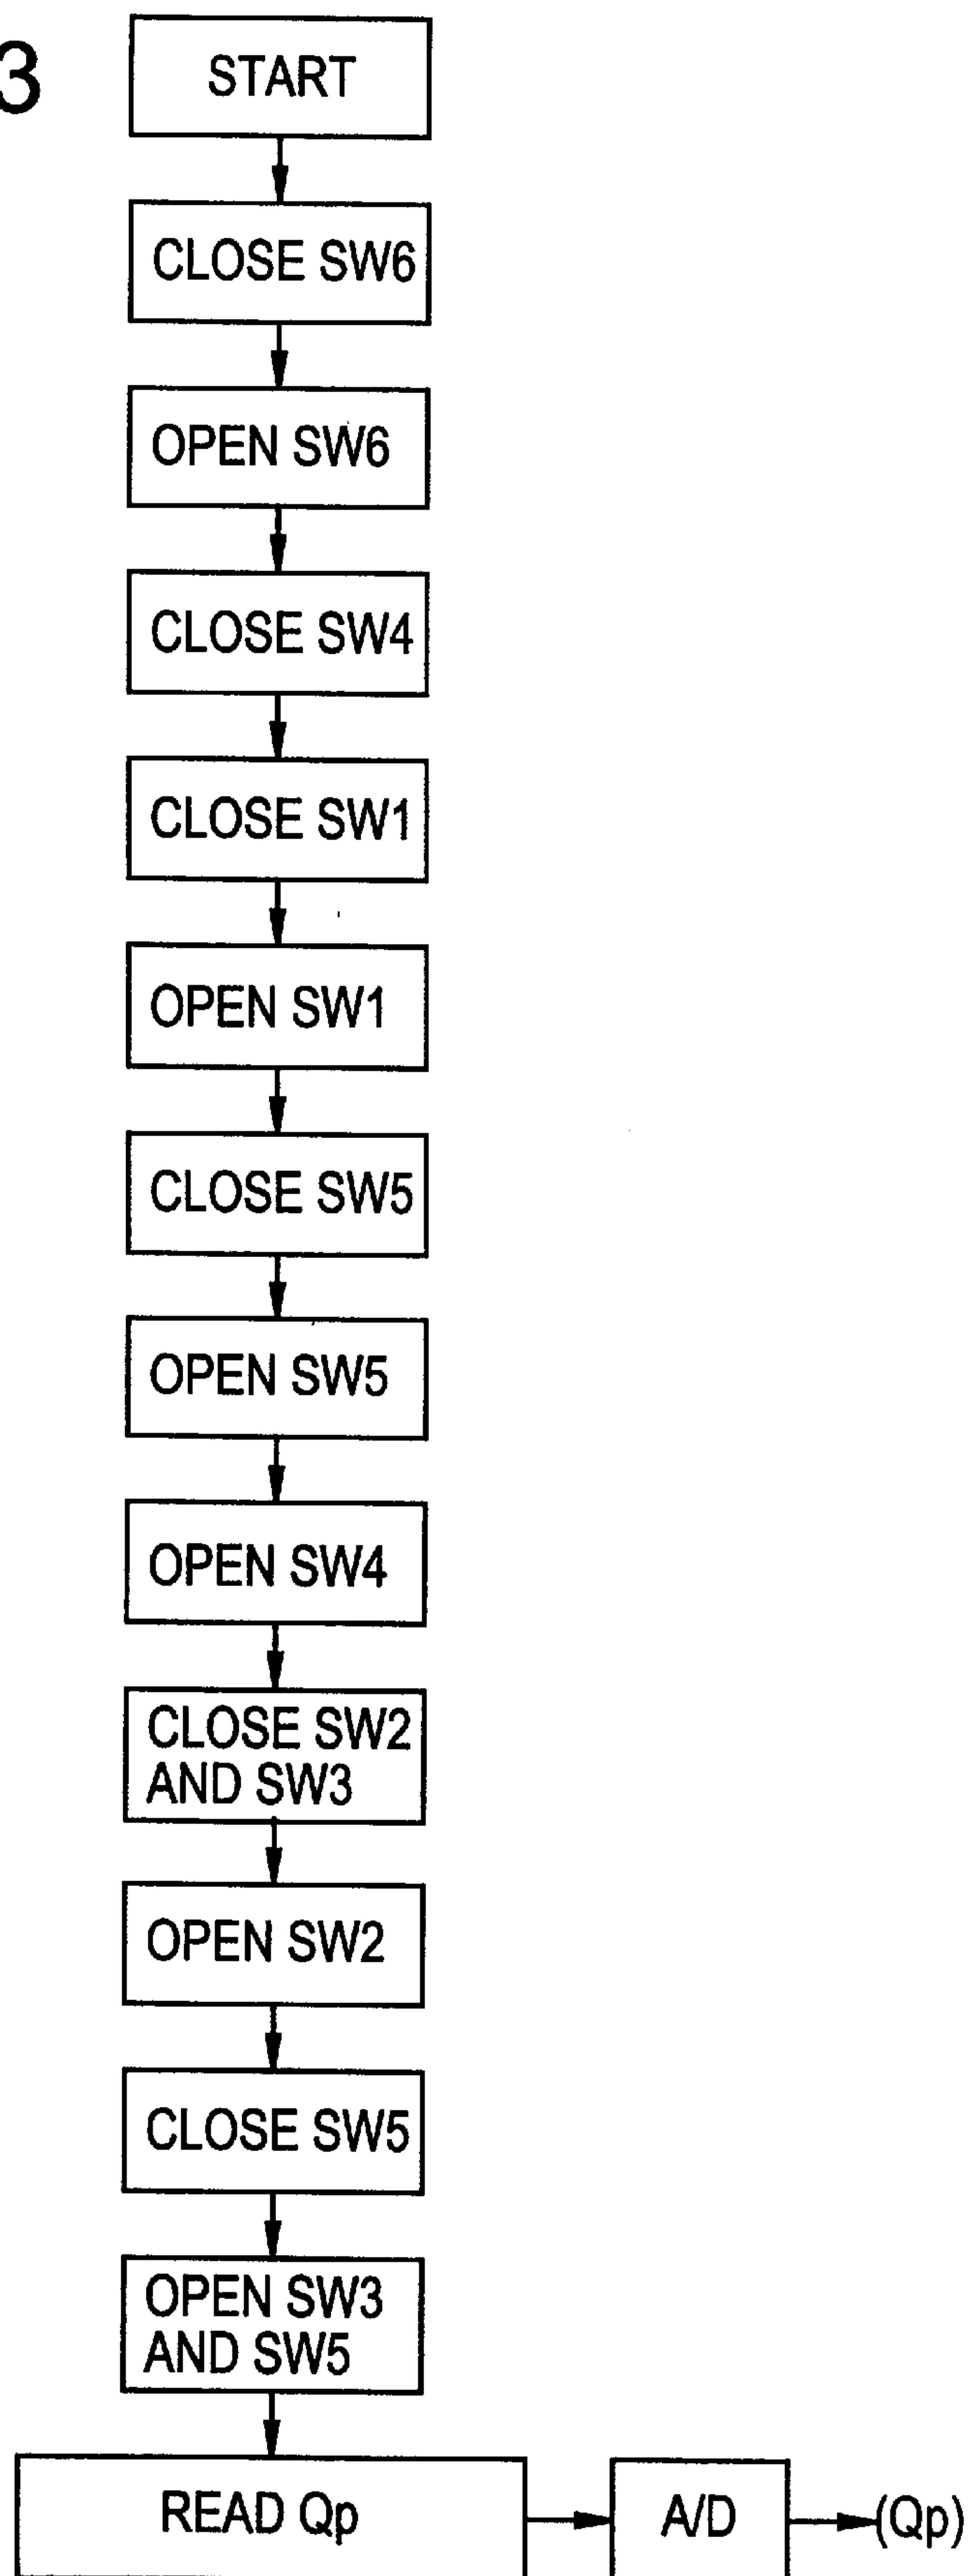 3
START
CLOSE SW6
OPEN SW6
CLOSE SW4
CLOSE SW1
OPEN SW1
CLOSE SW5
OPEN SW5
OPEN SW4
CLOSE SW2
AND SW3
OPEN SW2
CLOSE SW5
OPEN SW3
AND SW5
READ Qp
A/D
(Qp)